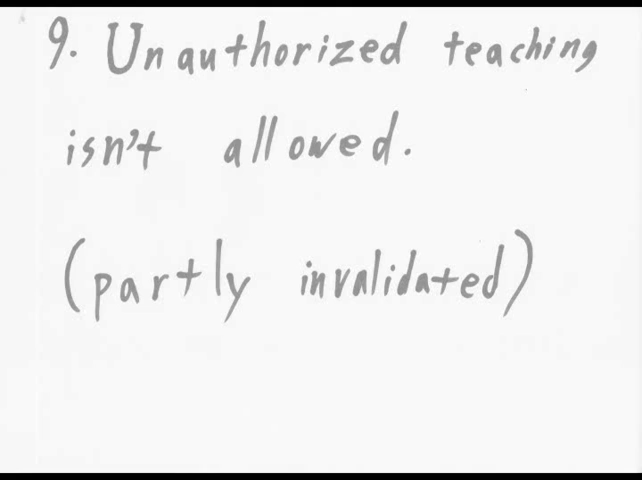 9. Unauthorized teaching
isn't allowed.
(partly invalidated)